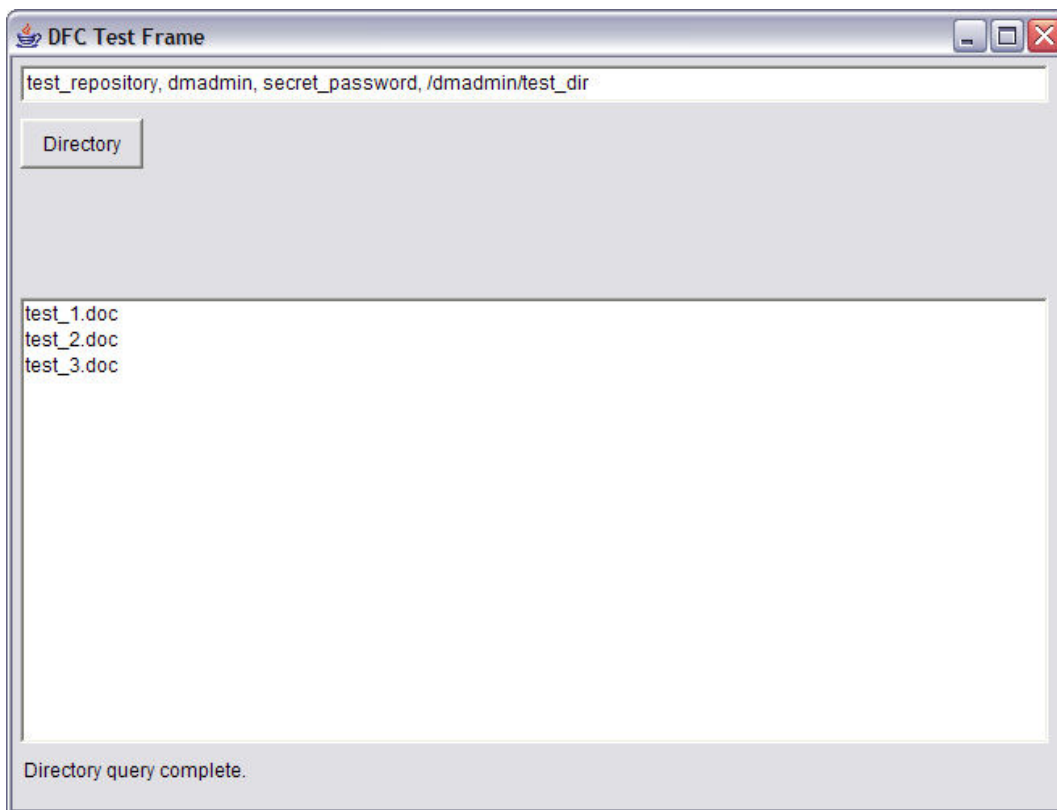 DFC Test Frame
test_repository, dmadmin, secret_password, /dmadmin/test_dir
Directory
test_1.doc
test_2.doc
test_3.doc
Directory query complete.